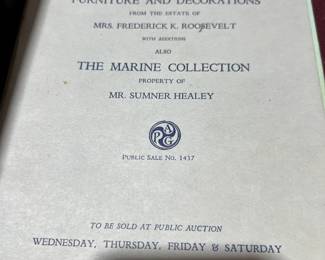 FURNITURE AND DECORATIONS
FROM THE ESTATE OF
MRS. FREDERICK K. ROOSEVELT
WITH ADDITIONS
ALSO
THE MARINE COLLECTION
PROPERTY OF
MR. SUMNER HEALEY
PUBLIC SALE NO. 1437
TO BE SOLD AT PUBLIC AUCTION
WEDNESDAY, THURSDAY, FRIDAY & SATURDAY